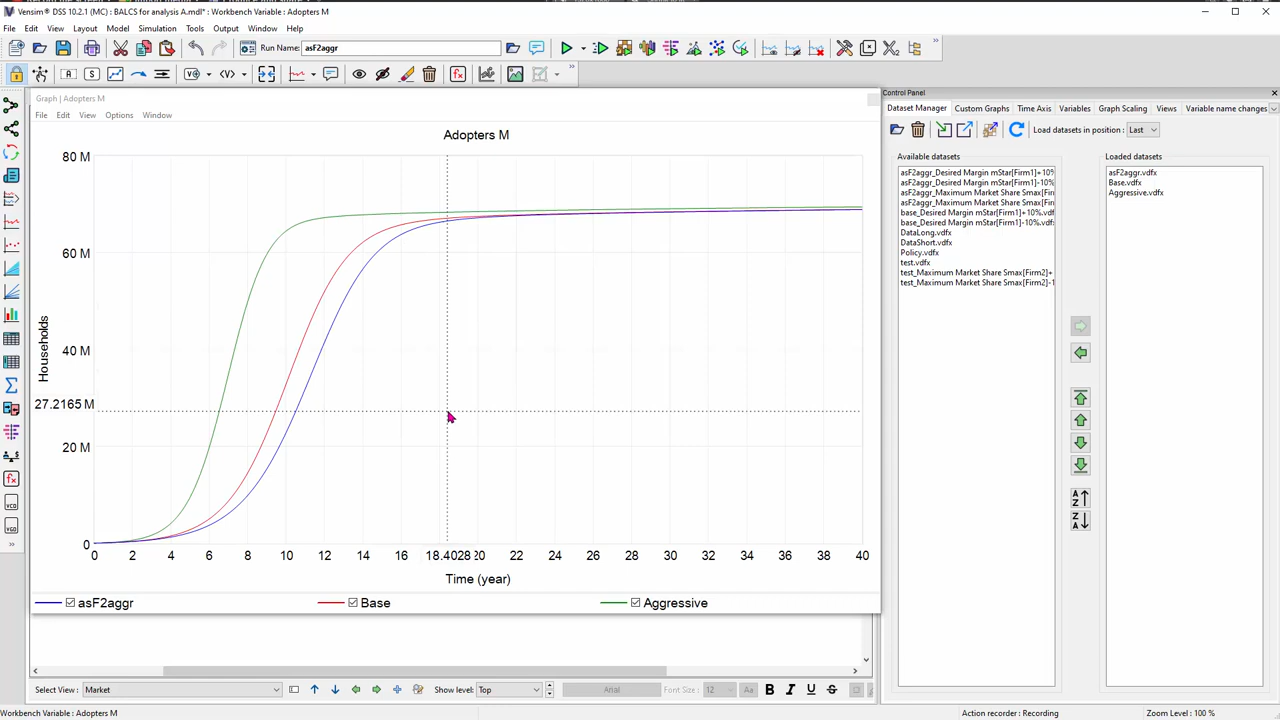 Vensim® DSS 10.2.1 (MC) : BALCS for analysis A.mdl* : Workbench Variable : Adopters M
File Edit View Layout Model Simulation Tools Output Window Help
Run Name: asF2aggr
Graph | Adopters M
File Edit View Options Window
Adopters M
80 M
60 M
40 M
27.2165 M
20 M
0
Households
0 2 4 6 8 10 12 14 16 18.4028 20 22 24 26 28 30 32 34 36 38 40
Time (year)
asF2aggr Base Aggressive
Select View : Market Show level: Top Arial Font Size : 12 Aa B I U S
Workbench Variable : Adopters M
Control Panel
Dataset Manager Custom Graphs Time Axis Variables Graph Scaling Views Variable name changes
Load datasets in position : Last
Available datasets
asF2aggr_Desired Margin mStar[Firm1]+10%
asF2aggr_Desired Margin mStar[Firm1]-10%
asF2aggr_Maximum Market Share Smax[Fir
asF2aggr_Maximum Market Share Smax[Fir
base_Desired Margin mStar[Firm1]+10%.vdf
base_Desired Margin mStar[Firm1]-10%.vdfx
DataLong.vdfx
DataShort.vdfx
Policy.vdfx
test.vdfx
test_Maximum Market Share Smax[Firm2]+
test_Maximum Market Share Smax[Firm2]-1
Loaded datasets
asF2aggr.vdfx
Base.vdfx
Aggressive.vdfx
Action recorder : Recording
Zoom Level : 100 %